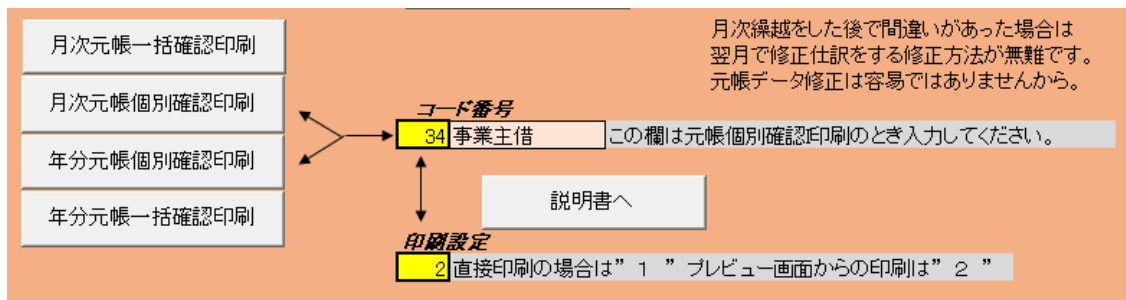 月次元帳一括確認印刷
月次元帳個別確認印刷
年分元帳個別確認印刷
年分元帳一括確認印刷
月次繰越をした後で間違いがあった場合は
翌月で修正仕訳をする修正方法が無難です。
元帳データ修正は容易ではありませんから。
コード番号
34 事業主借 この欄は元帳個別確認印刷のとき入力してください。
説明書へ
印刷設定
2 直接印刷の場合は”１ ”プレビュー画面からの印刷は”２ ”